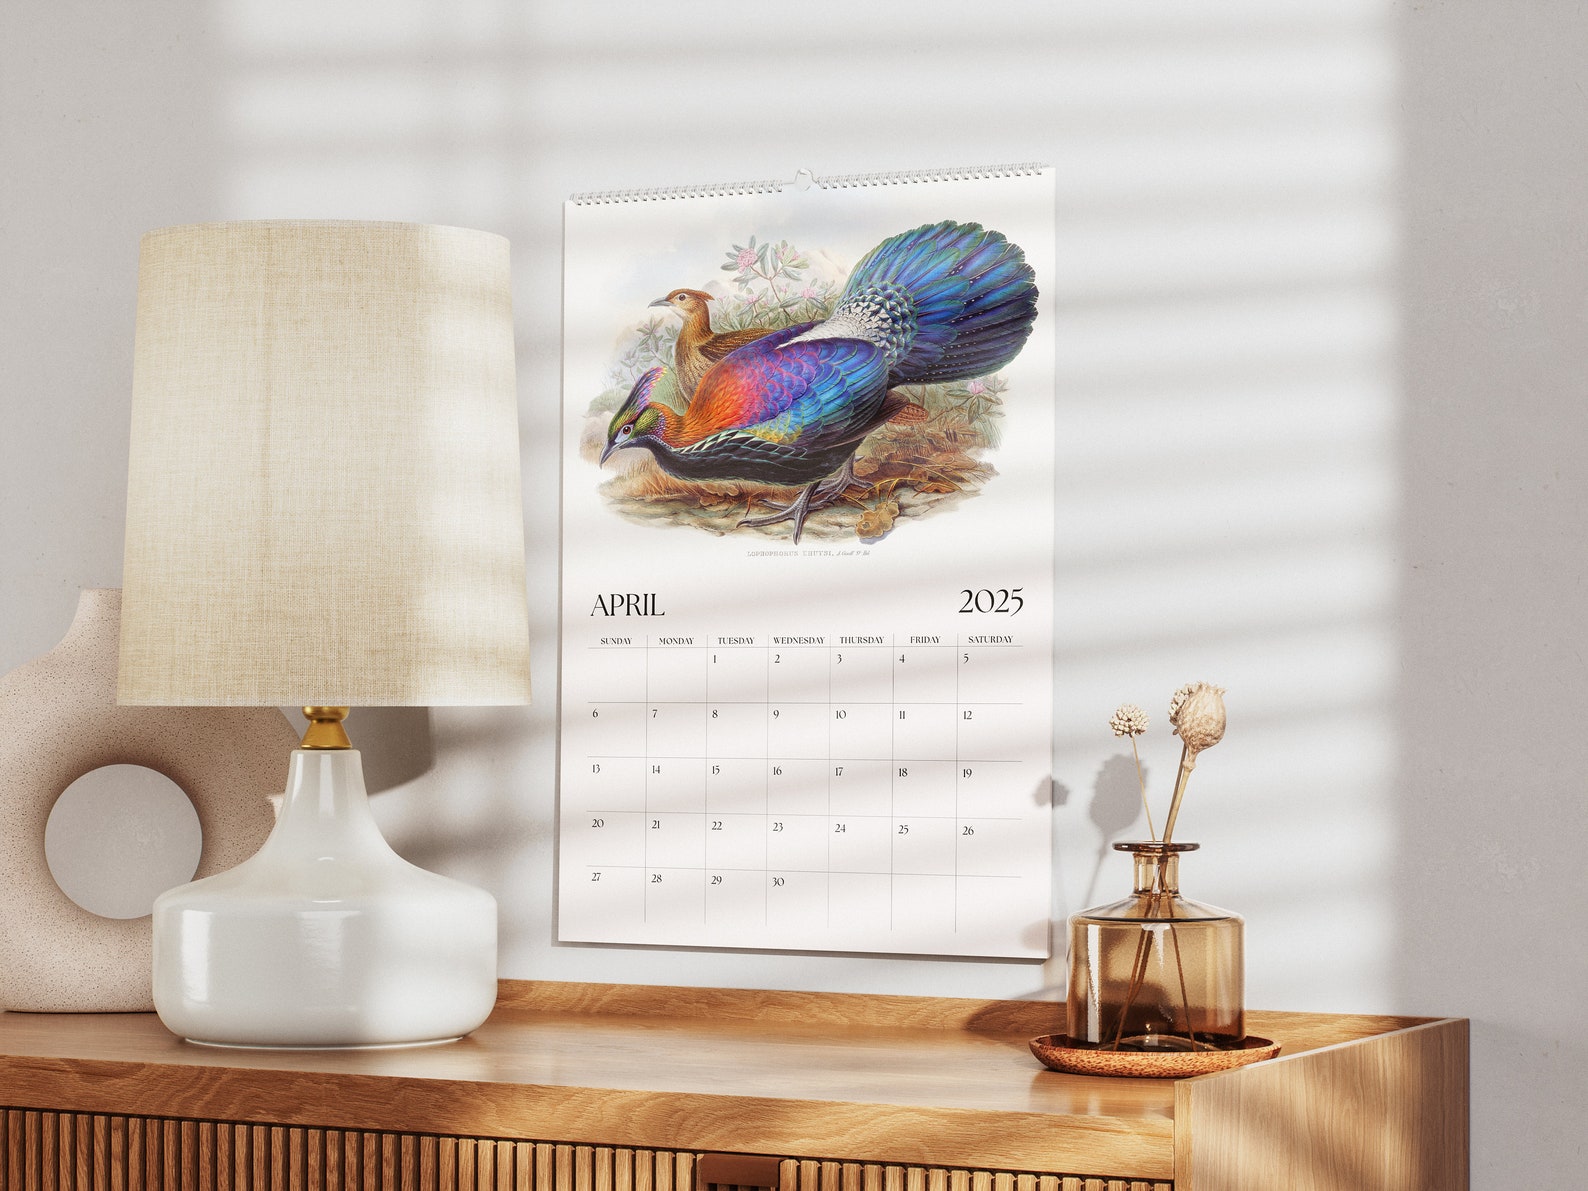 LOPHOPHORUS LHUYSI,
APRIL 2025
SUNDAY MONDAY TUESDAY WEDNESDAY THURSDAY FRIDAY SATURDAY
1 2 3 4 5
6 7 8 9 10 11 12
13 14 15 16 17 18 19
20 21 22 23 24 25 26
27 28 29 30